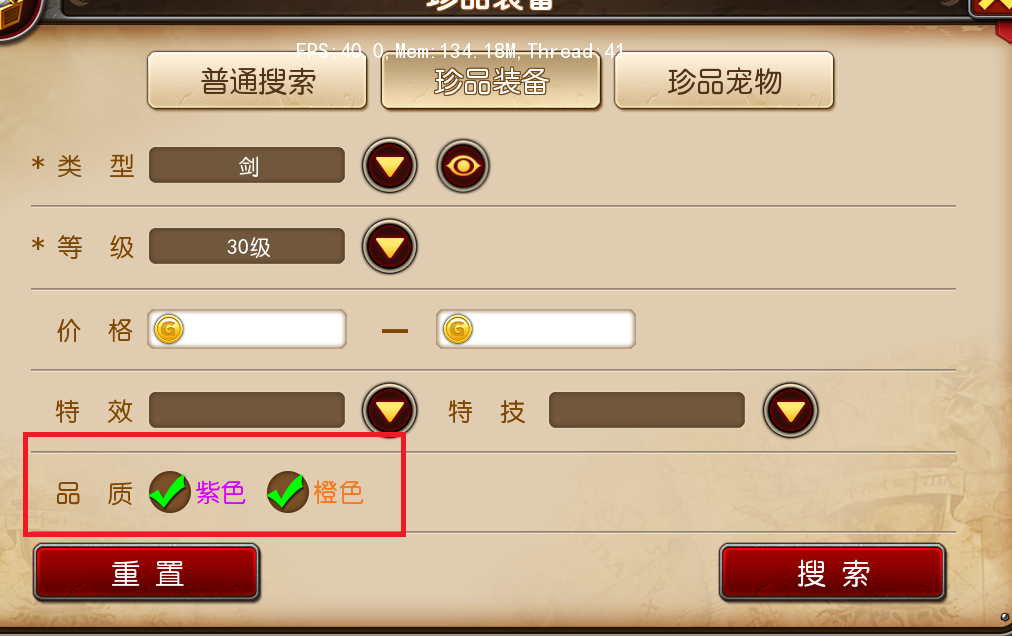 珍品装备
FPS:40.0,Mem:134.18M,Thread:41
普通搜索 珍品装备 珍品宠物
* 类 型 剑
* 等 级 30级
价 格 G — G
特 效 特 技
品 质 紫色 橙色
重 置 搜 索